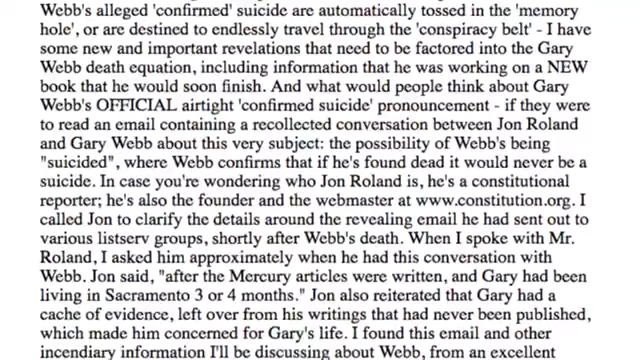 Webb's alleged 'confirmed' suicide are automatically tossed in the 'memory
hole', or are destined to endlessly travel through the 'conspiracy belt' - I have
some new and important revelations that need to be factored into the Gary
Webb death equation, including information that he was working on a NEW
book that he would soon finish. And what would people think about Gary
Webb's OFFICIAL airtight 'confirmed suicide' pronouncement - if they were
to read an email containing a recollected conversation between Jon Roland
and Gary Webb about this very subject: the possibility of Webb's being
"suicided", where Webb confirms that if he's found dead it would never be a
suicide. In case you're wondering who Jon Roland is, he's a constitutional
reporter; he's also the founder and the webmaster at www.constitution.org. I
called Jon to clarify the details around the revealing email he had sent out to
various listserv groups, shortly after Webb's death. When I spoke with Mr.
Roland, I asked him approximately when he had this conversation with
Webb. Jon said, "after the Mercury articles were written, and Gary had been
living in Sacramento 3 or 4 months." Jon also reiterated that Gary had a
cache of evidence, left over from his writings that had never been published,
which made him concerned for Gary's life. I found this email and other
incendiary information I'll be discussing about Webb, from an excellent